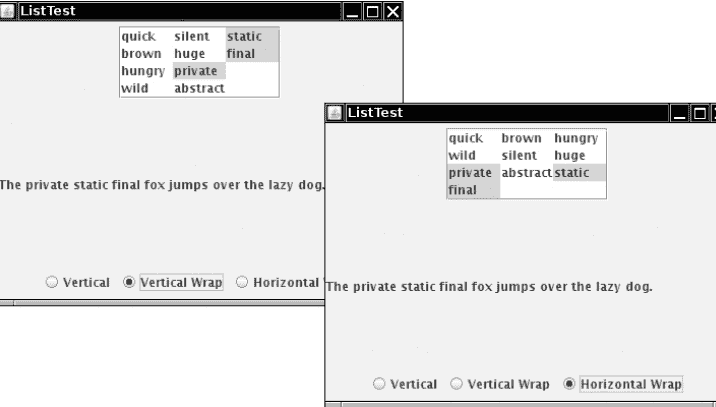 ListTest
quick silent static
brown huge final
hungry private
wild abstract
The private static final fox jumps over the lazy dog.
Vertical Vertical Wrap Horizontal
ListTest
quick brown hungry
wild silent huge
private abstract static
final
The private static final fox jumps over the lazy dog.
Vertical Vertical Wrap Horizontal Wrap